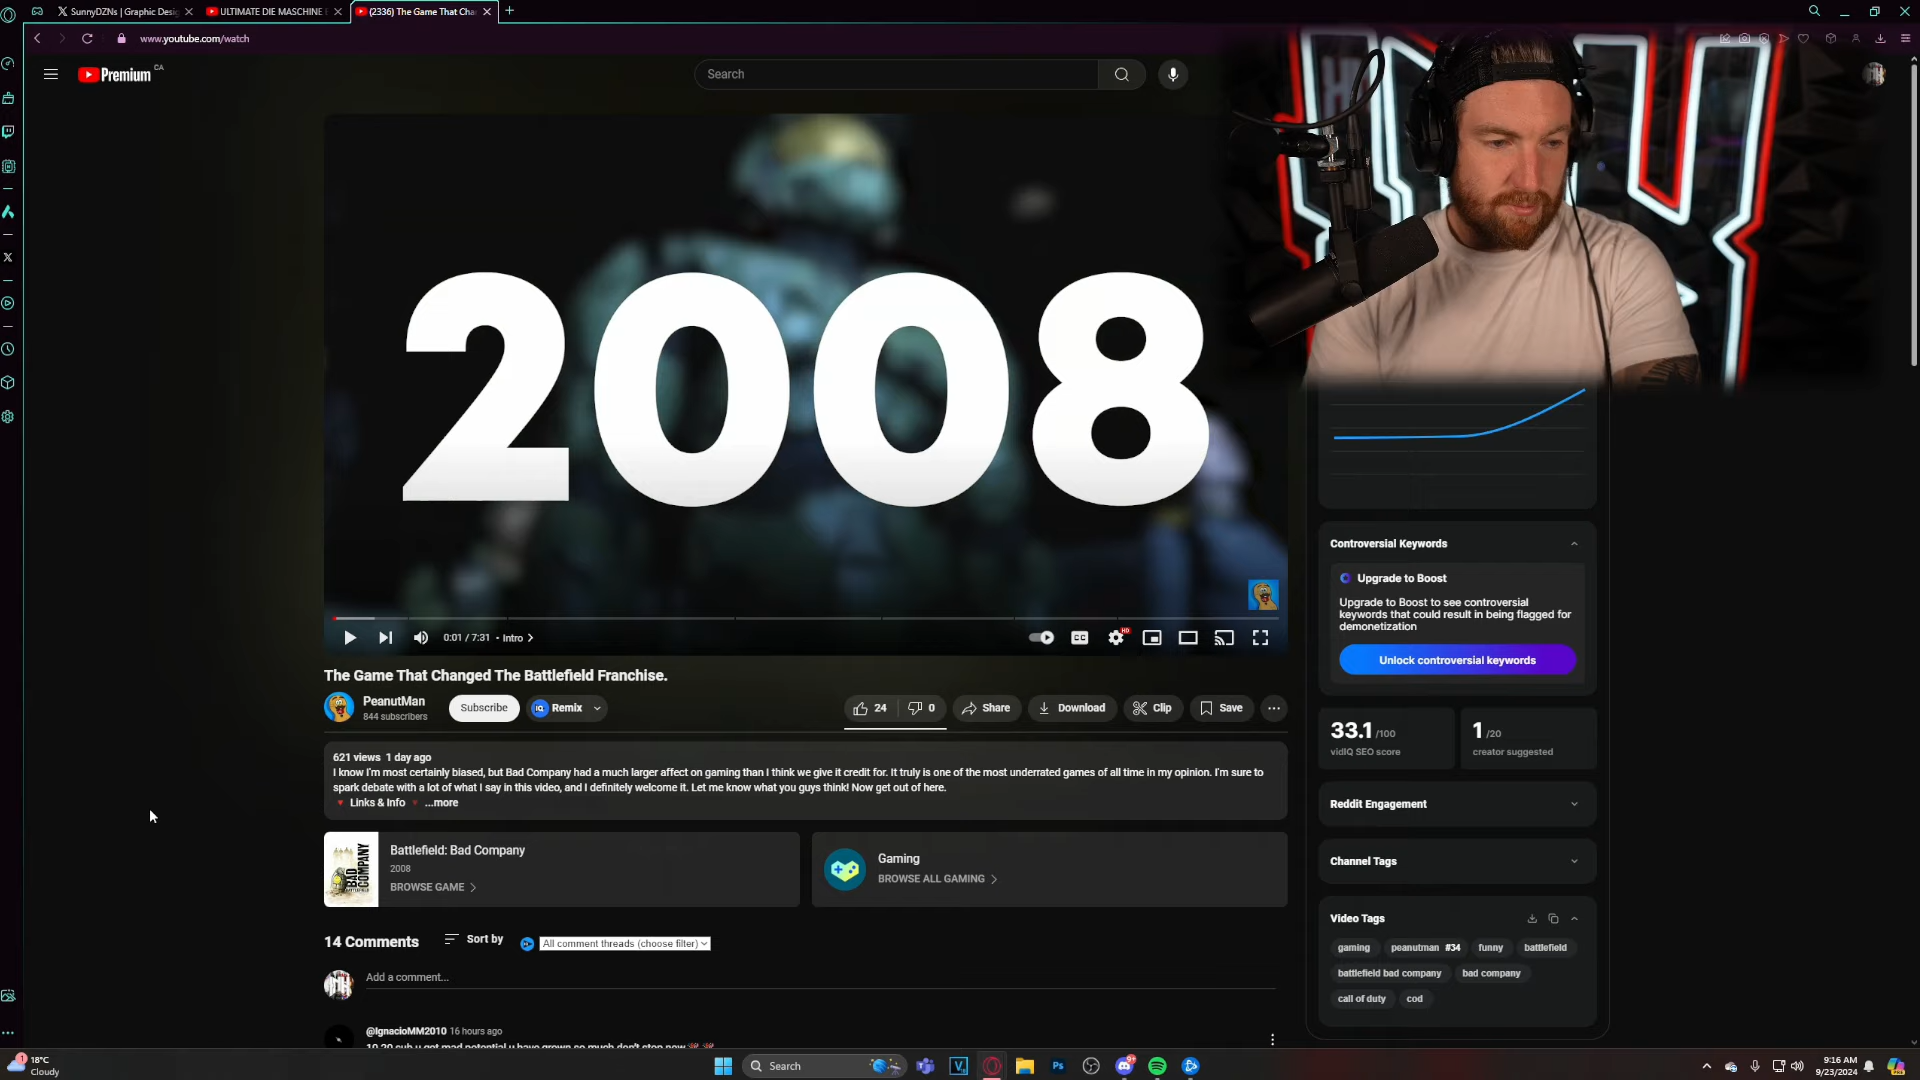 SunnyDZNs | Graphic Desig
ULTIMATE DIE MASCHINE E
(2336) The Game That Cha
www.youtube.com/watch
Premium CA
Search
2008
0:01 / 7:31 • Intro
HD
CC
The Game That Changed The Battlefield Franchise.
PeanutMan
844 subscribers
Subscribe
Remix
24
0
Share
Download
Clip
Save
621 views 1 day ago
I know I'm most certainly biased, but Bad Company had a much larger affect on gaming than I think we give it credit for. It truly is one of the most underrated games of all time in my opinion. I'm sure to
spark debate with a lot of what I say in this video, and I definitely welcome it. Let me know what you guys think! Now get out of here.
Links & Info ...more
BAD COMPANY
Battlefield: Bad Company
2008
BROWSE GAME
Gaming
BROWSE ALL GAMING
14 Comments
Sort by
All comment threads (choose filter)
Add a comment...
@IgnacioMM2010 16 hours ago
Controversial Keywords
Upgrade to Boost
Upgrade to Boost to see controversial
keywords that could result in being flagged for
demonetization
Unlock controversial keywords
33.1 /100
vidIQ SEO score
1 /20
creator suggested
Reddit Engagement
Channel Tags
Video Tags
gaming
peanutman #34
funny
battlefield
battlefield bad company
bad company
call of duty
cod
1
18°C
Cloudy
Search
9:16 AM
9/23/2024